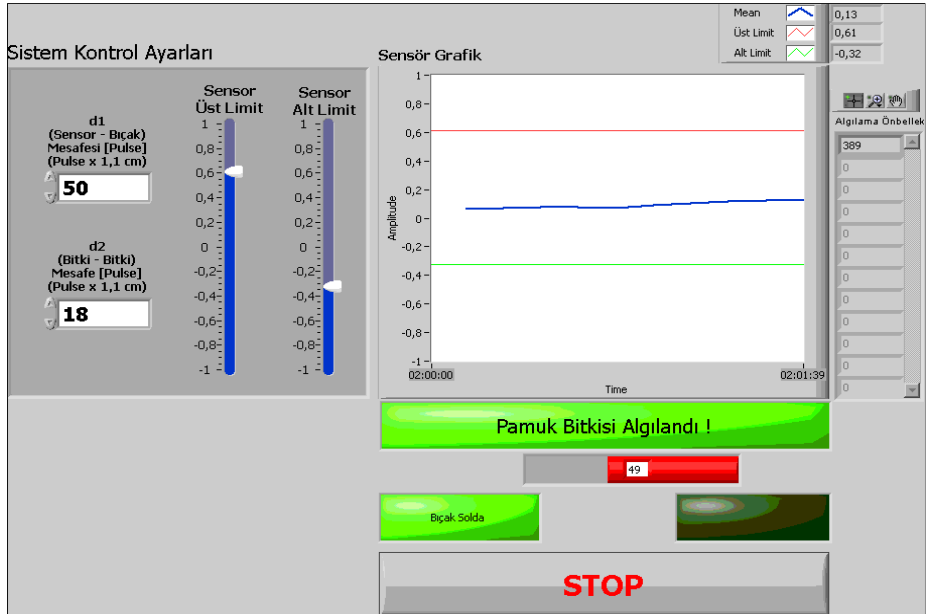 Mean 0,13
Üst Limit 0,61
Alt Limit -0,32
Sistem Kontrol Ayarları
Sensör Grafik
d1
(Sensor - Bıçak)
Mesafesi [Pulse]
(Pulse x 1,1 cm)
50
d2
(Bitki - Bitki)
Mesafe [Pulse]
(Pulse x 1,1 cm)
18
Sensor
Üst Limit
1
0,8
0,6
0,4
0,2
0
-0,2
-0,4
-0,6
-0,8
-1
Sensor
Alt Limit
1
0,8
0,6
0,4
0,2
0
-0,2
-0,4
-0,6
-0,8
-1
Amplitude
1
0,8
0,6
0,4
0,2
0
-0,2
-0,4
-0,6
-0,8
-1
02:00:00 02:01:39
Time
Algılama Önbellek
389
0
0
0
0
0
0
0
0
0
0
0
Pamuk Bitkisi Algılandı !
49
Bıçak Solda
STOP